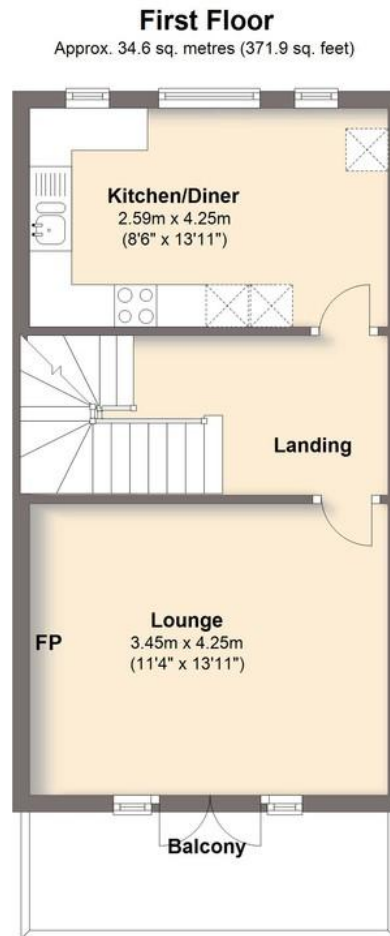 First Floor
Approx. 34.6 sq. metres (371.9 sq. feet)
Kitchen/Diner
2.59m x 4.25m
(8'6" x 13'11")
Landing
Lounge
3.45m x 4.25m
(11'4" x 13'11")
FP
Balcony